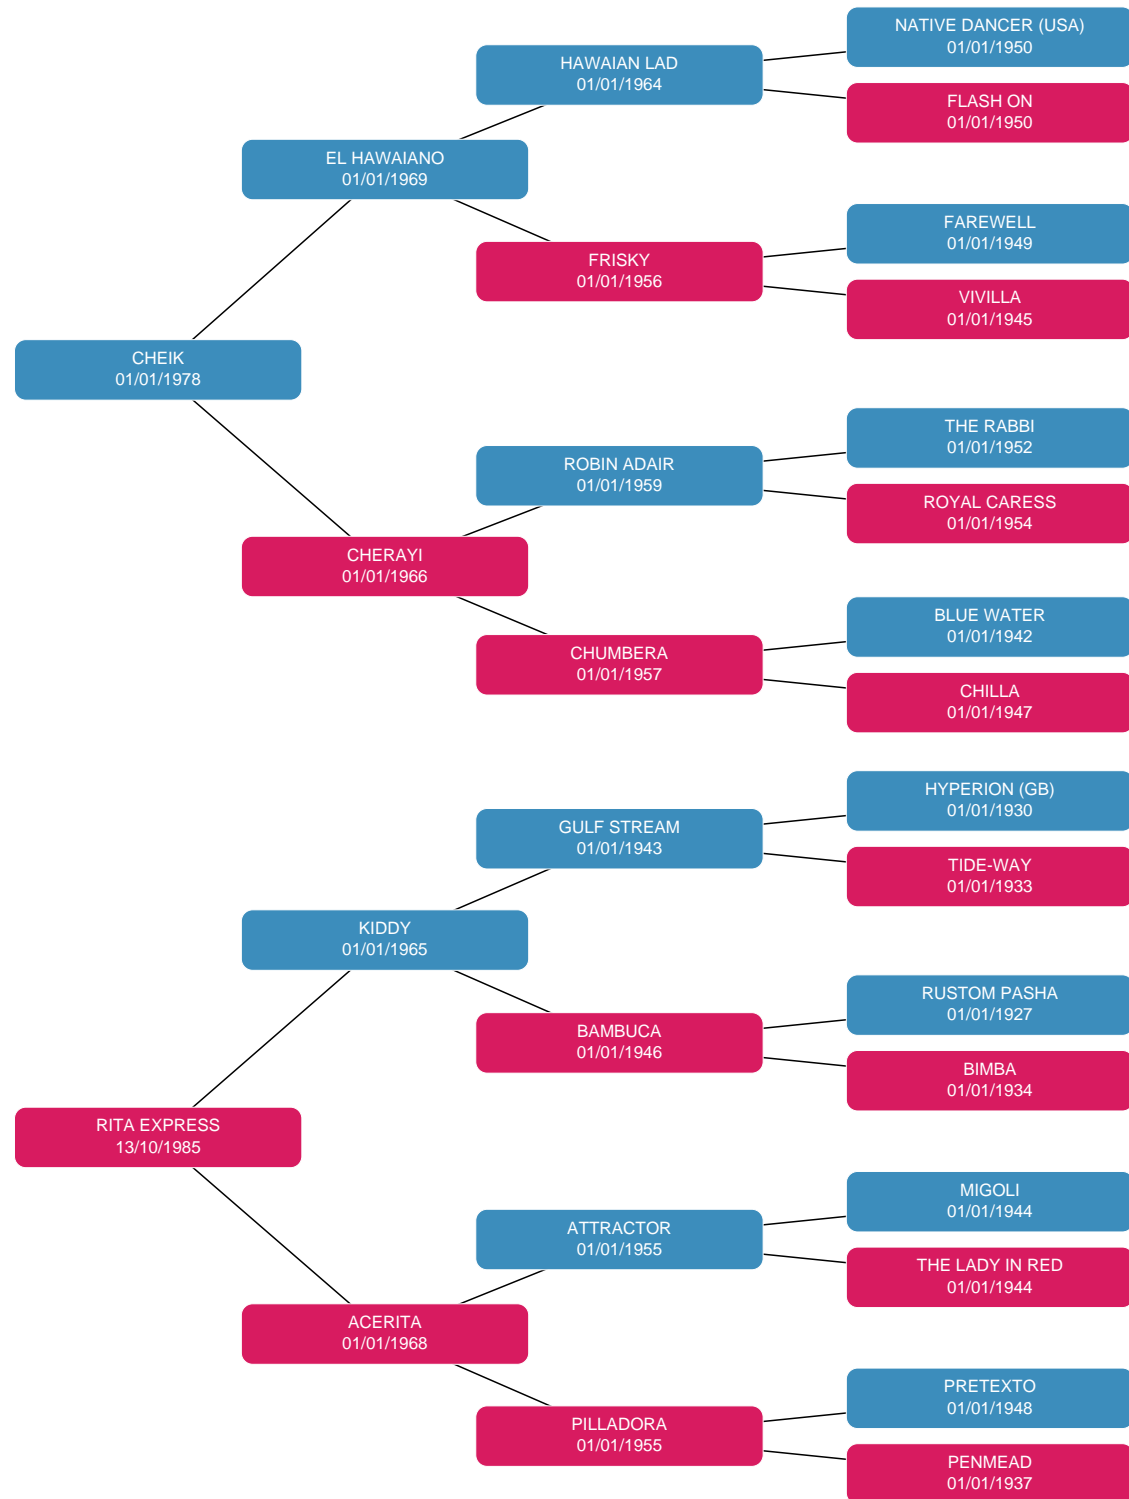 NATIVE DANCER (USA)
01/01/1950
HAWAIAN LAD
01/01/1964
FLASH ON
01/01/1950
EL HAWAIANO
01/01/1969
FAREWELL
01/01/1949
FRISKY
01/01/1956
VIVILLA
01/01/1945
CHEIK
01/01/1978
THE RABBI
01/01/1952
ROBIN ADAIR
01/01/1959
ROYAL CARESS
01/01/1954
CHERAYI
01/01/1966
BLUE WATER
01/01/1942
CHUMBERA
01/01/1957
CHILLA
01/01/1947
HYPERION (GB)
01/01/1930
GULF STREAM
01/01/1943
TIDE-WAY
01/01/1933
KIDDY
01/01/1965
RUSTOM PASHA
01/01/1927
BAMBUCA
01/01/1946
BIMBA
01/01/1934
RITA EXPRESS
13/10/1985
MIGOLI
01/01/1944
ATTRACTOR
01/01/1955
THE LADY IN RED
01/01/1944
ACERITA
01/01/1968
PRETEXTO
01/01/1948
PILLADORA
01/01/1955
PENMEAD
01/01/1937